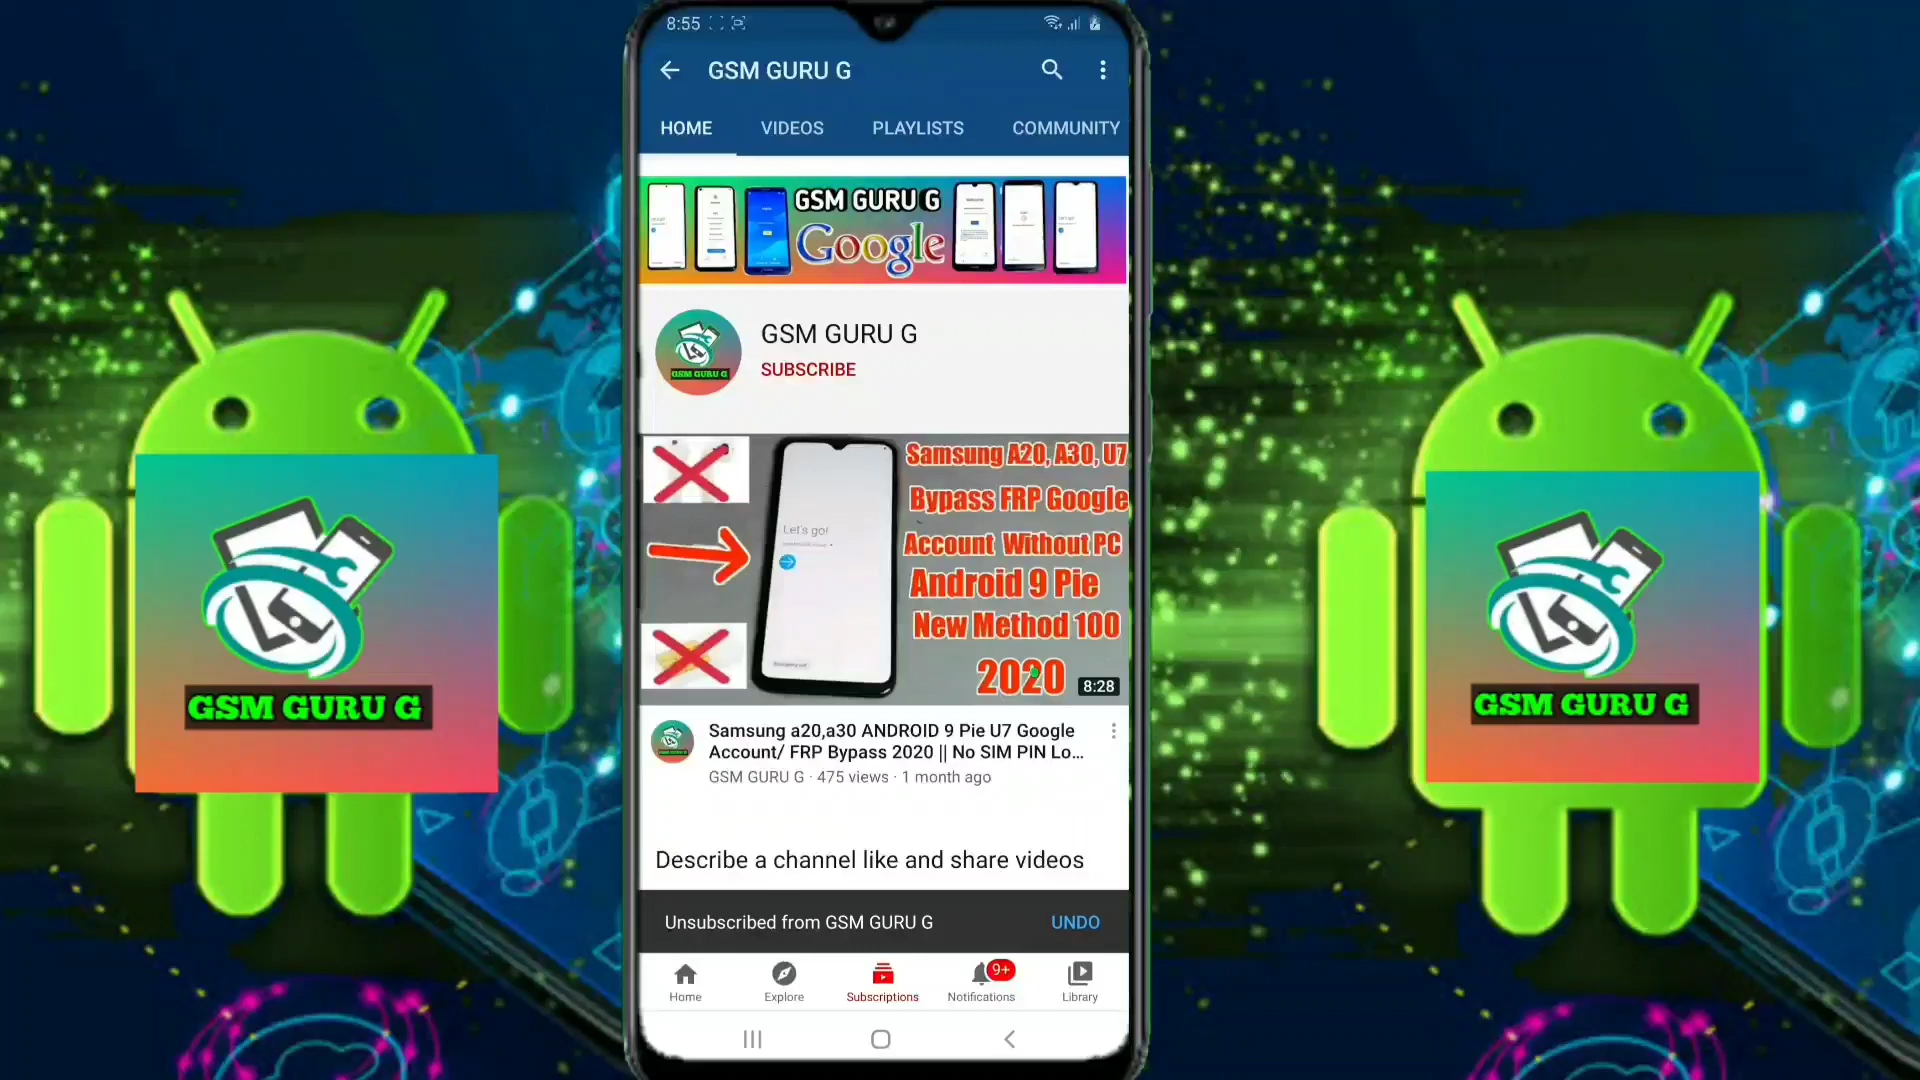 8:55
GSM GURU G
HOME VIDEOS PLAYLISTS COMMUNITY
GSM GURU G
Google
GSM GURU G
SUBSCRIBE
GSM GURU G
Samsung A20, A30, U7
Bypass FRP Google
Account Without PC
Android 9 Pie
New Method 100
2020
8:28
Let's go!
Samsung a20,a30 ANDROID 9 Pie U7 Google
Account/ FRP Bypass 2020 || No SIM PIN Lo...
GSM GURU G · 475 views · 1 month ago
Describe a channel like and share videos
Unsubscribed from GSM GURU G UNDO
9+
Home Explore Subscriptions Notifications Library
GSM GURU G
GSM GURU G